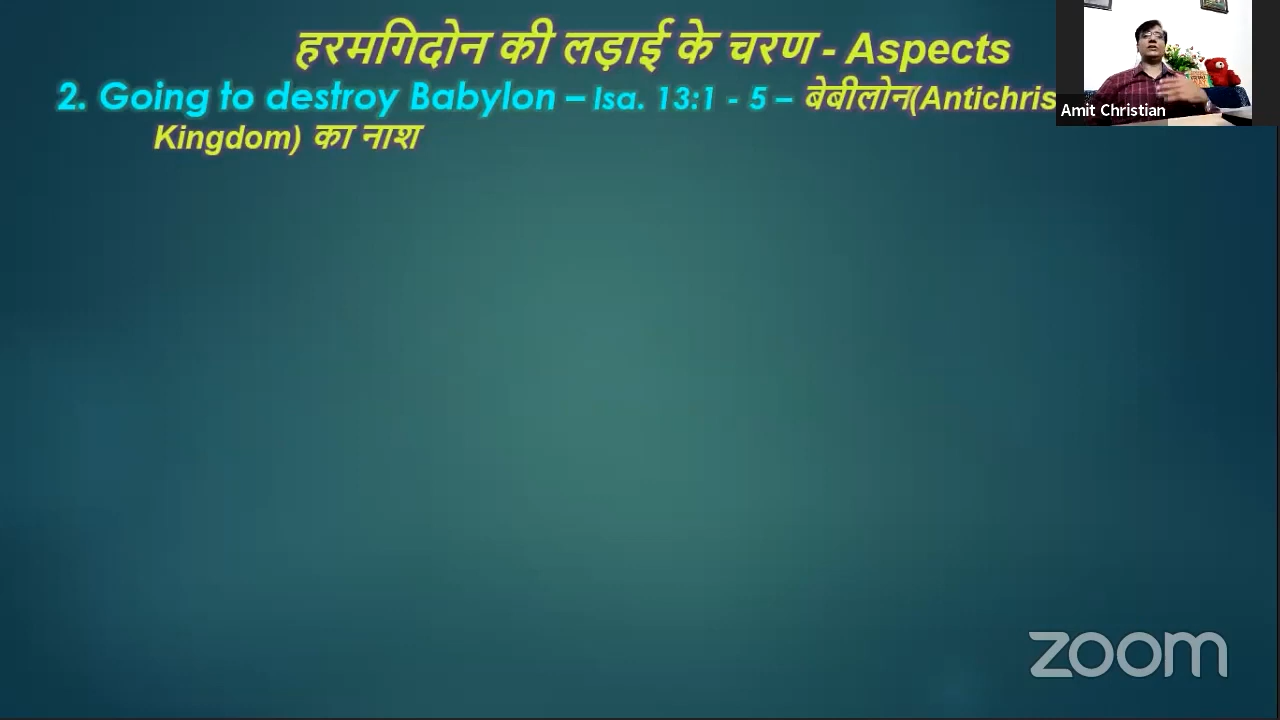 हरमगिदोन की लड़ाई के चरण - Aspects
2. Going to destroy Babylon – Isa. 13:1 - 5 – बेबीलोन(Antichris
Kingdom) का नाश
Amit Christian
zoom